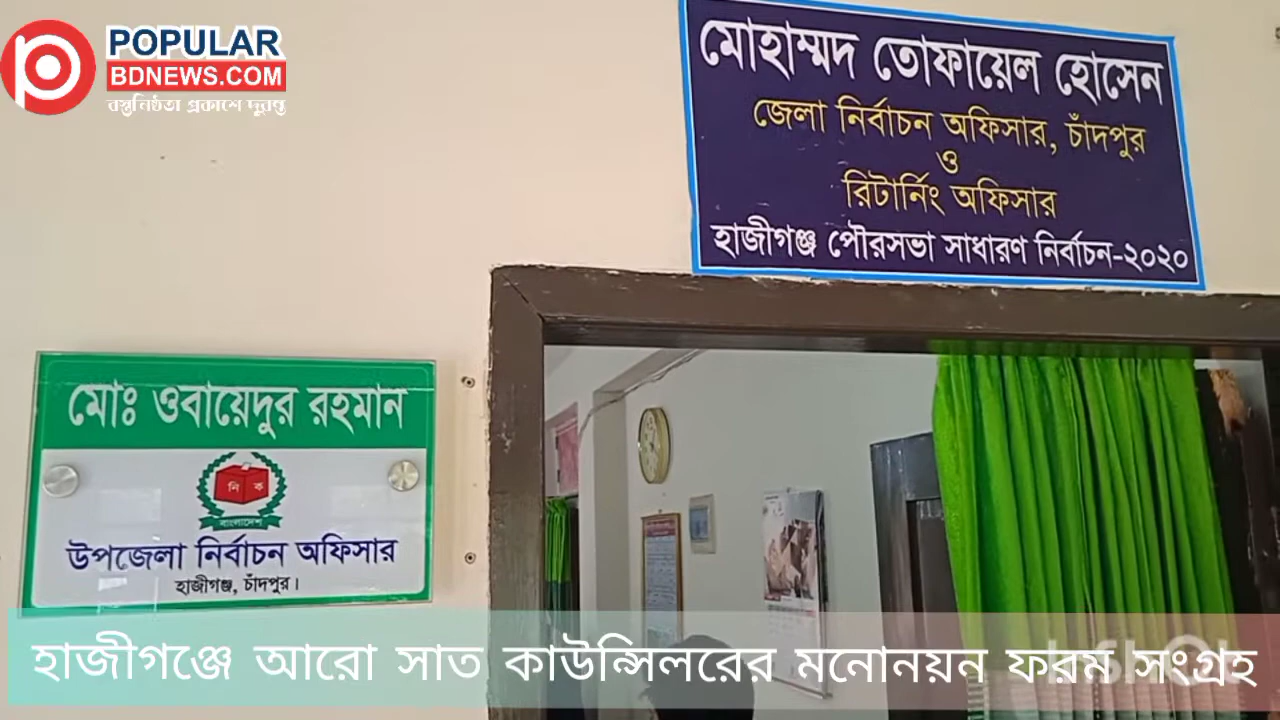 POPULAR
BDNEWS.COM
বস্তুনিষ্ঠতা প্রকাশে দুরন্ত
মোহাম্মদ তোফায়েল হোসেন
জেলা নির্বাচন অফিসার, চাঁদপুর
ও
রিটার্নিং অফিসার
হাজীগঞ্জ পৌরসভা সাধারণ নির্বাচন-২০২০
মোঃ ওবায়েদুর রহমান
নি ক
বাংলাদেশ
উপজেলা নির্বাচন অফিসার
হাজীগঞ্জ, চাঁদপুর।
হাজীগঞ্জে আরো সাত কাউন্সিলরের মনোনয়ন ফরম সংগ্রহ